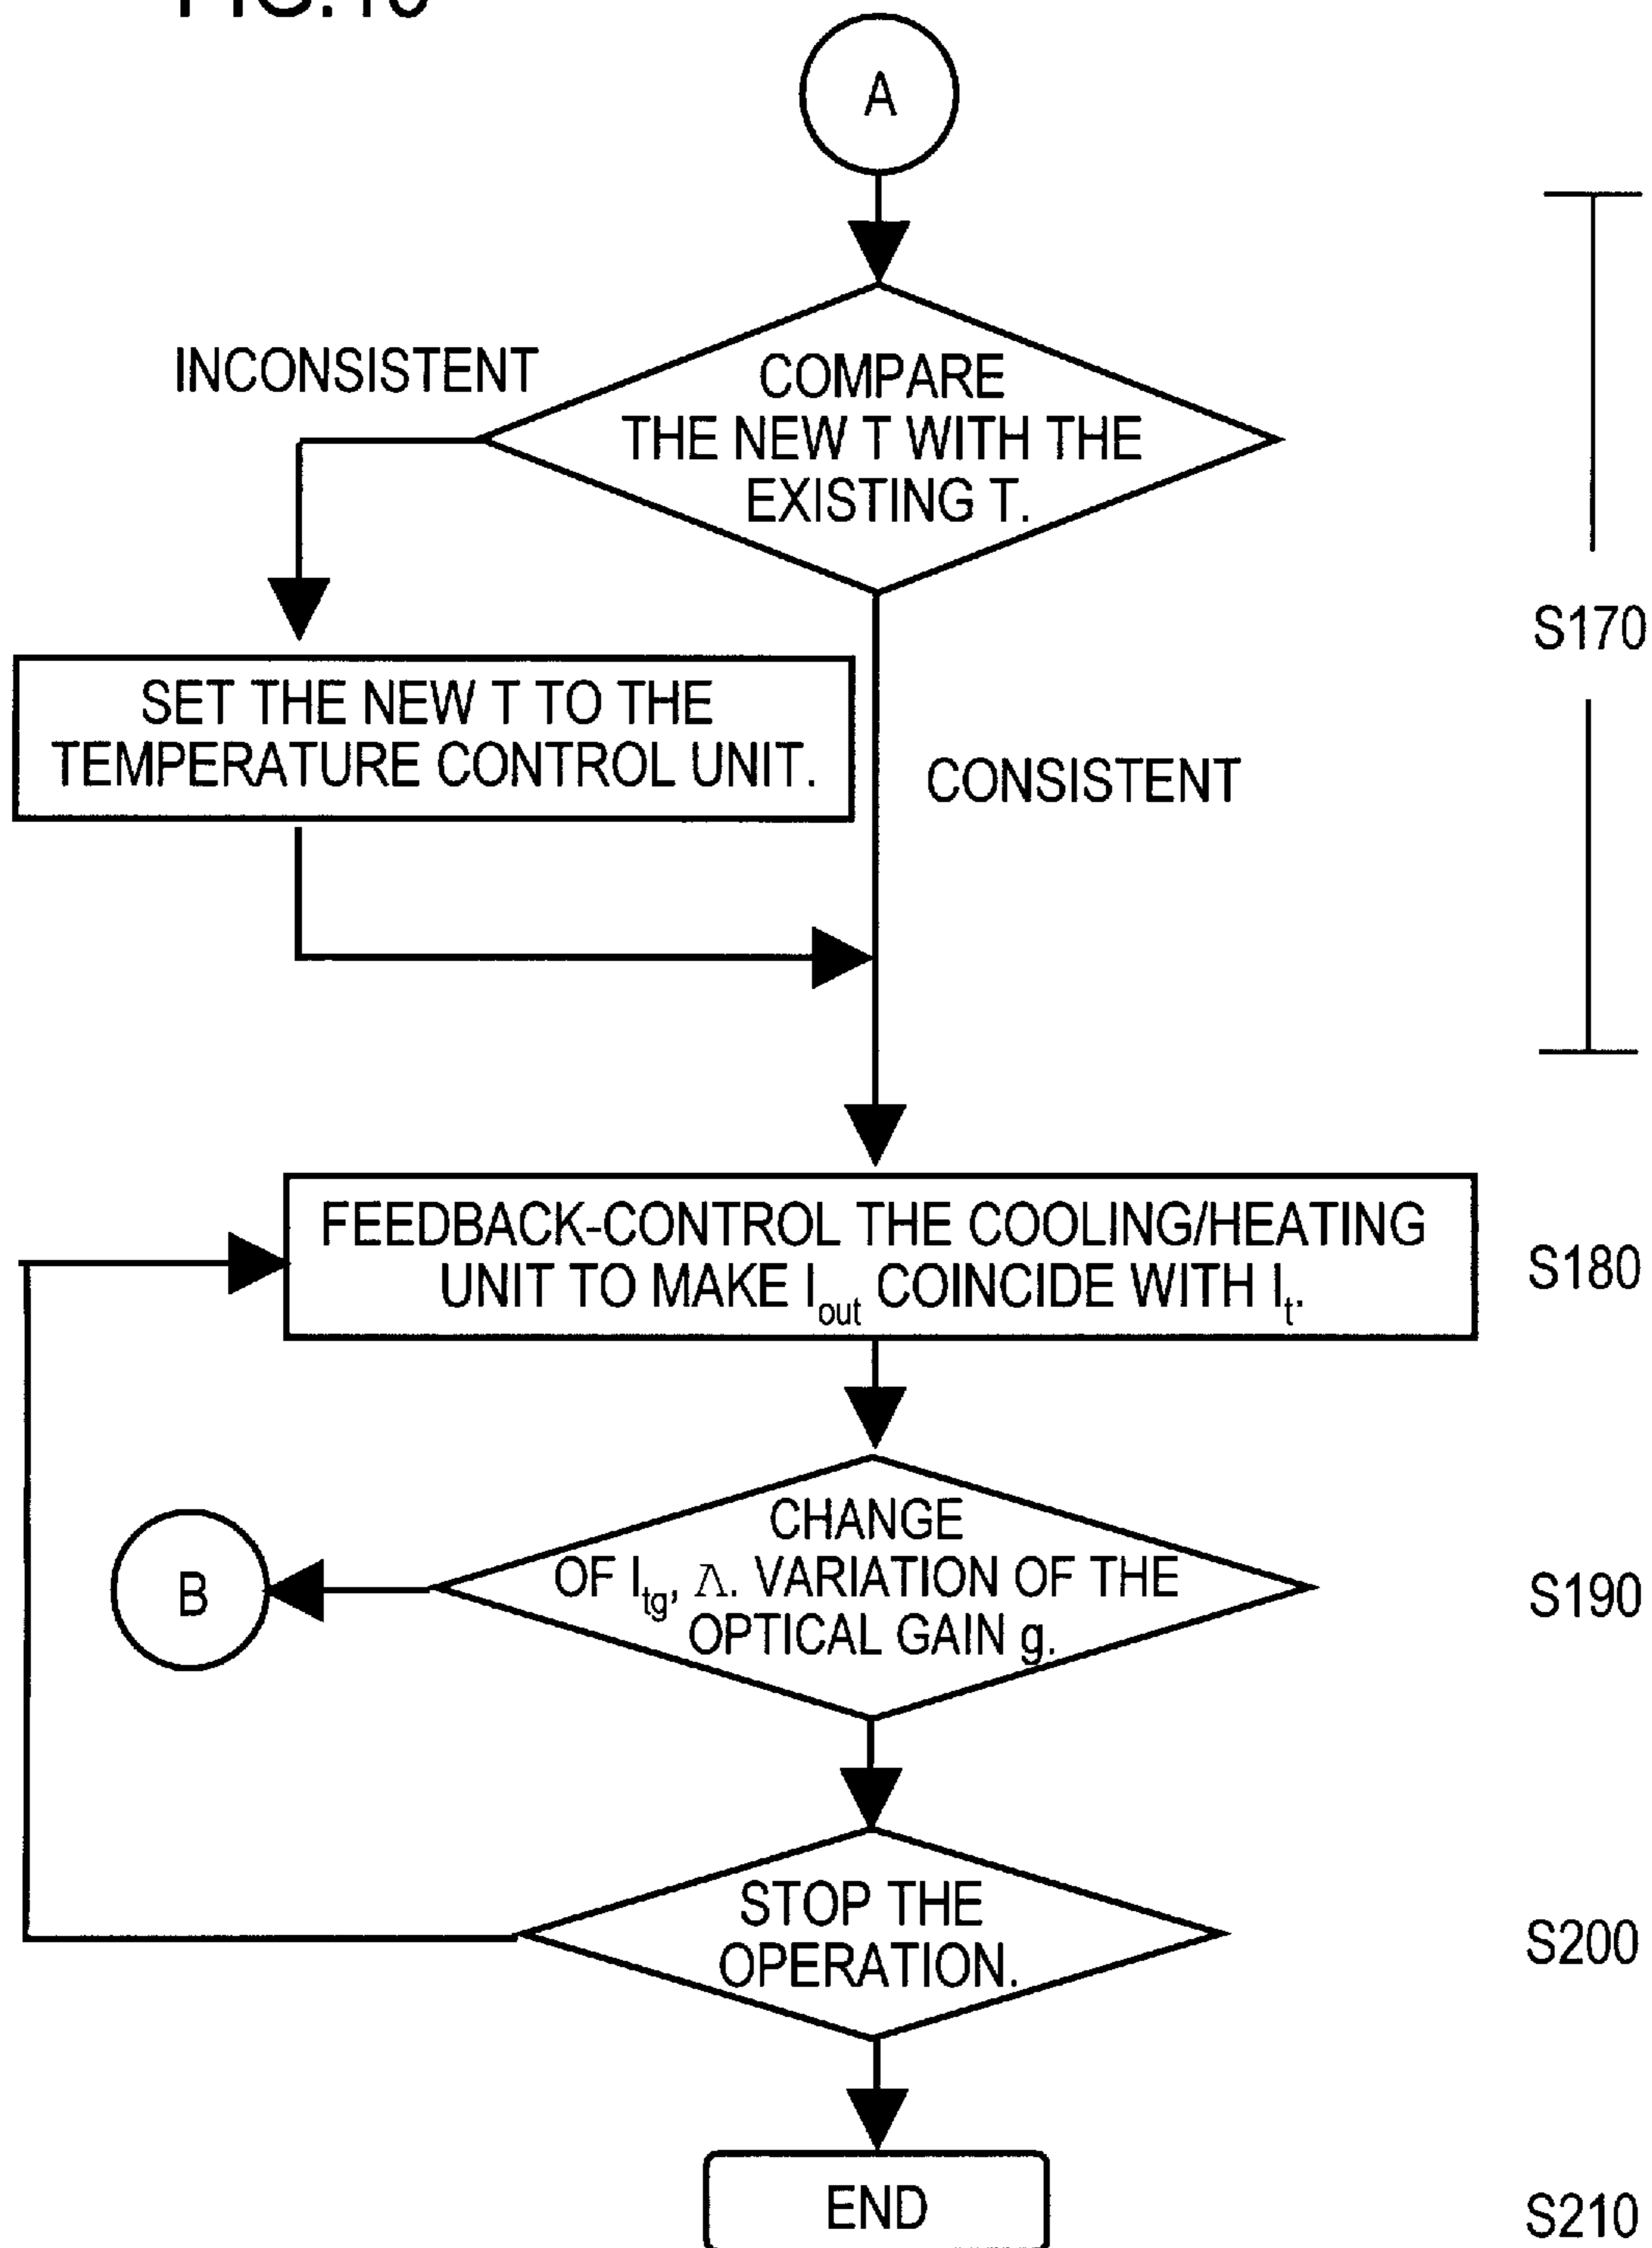 A
INCONSISTENT
COMPARE
THE NEW T WITH THE
EXISTING T.
S170
SET THE NEW T TO THE
TEMPERATURE CONTROL UNIT.
CONSISTENT
FEEDBACK-CONTROL THE COOLING/HEATING
UNIT TO MAKE Iout COINCIDE WITH It.
S180
CHANGE
OF Itg, Λ. VARIATION OF THE
OPTICAL GAIN g.
B
S190
STOP THE
OPERATION.
S200
END
S210